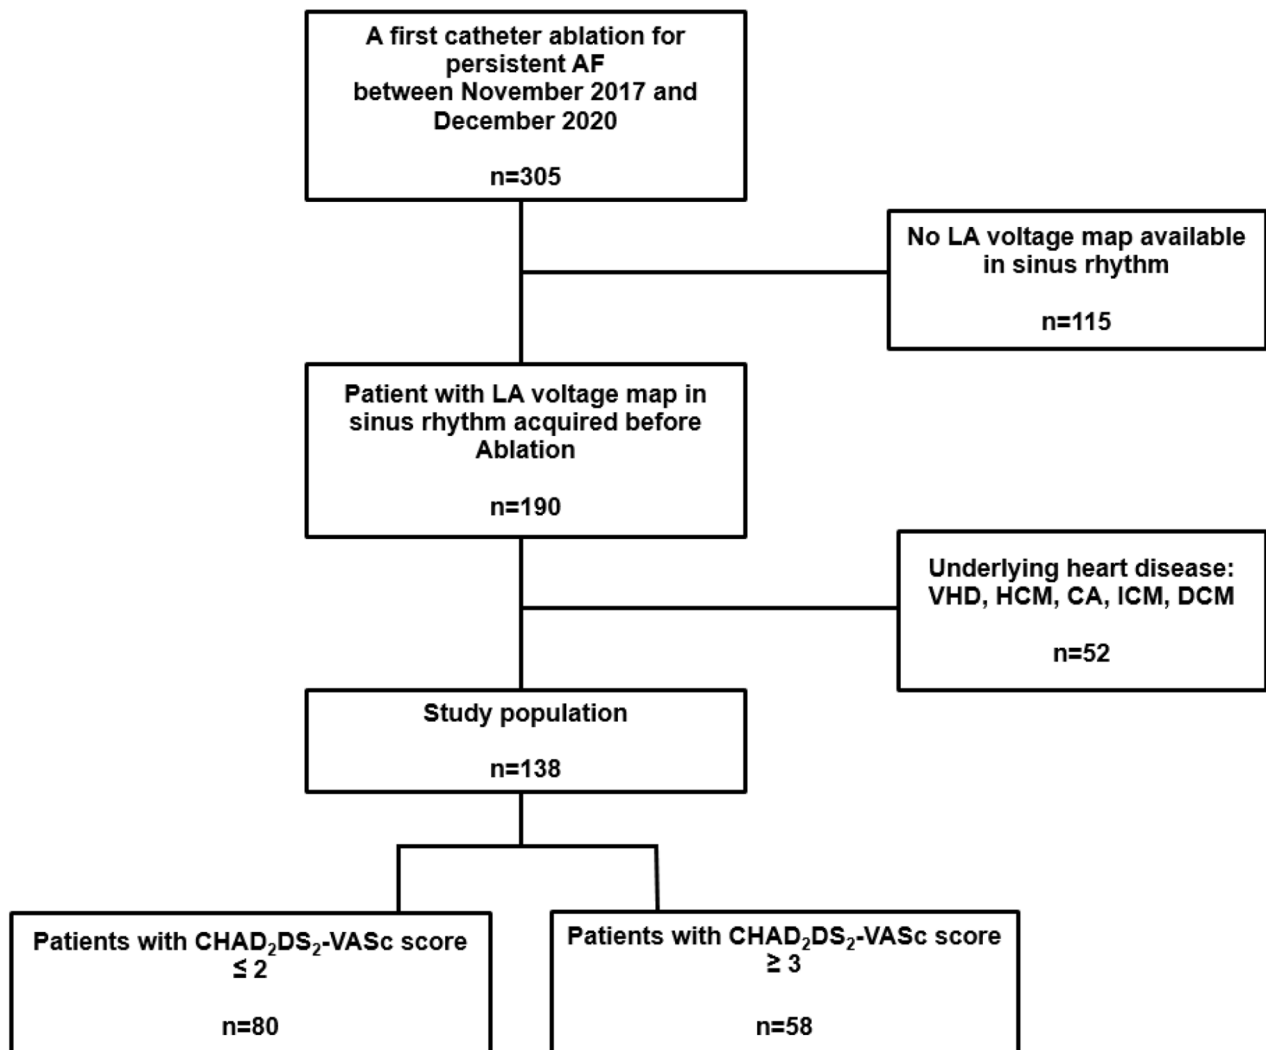 A first catheter ablation for
persistent AF
between November 2017 and
December 2020
n=305
No LA voltage map available
in sinus rhythm
n=115
Patient with LA voltage map in
sinus rhythm acquired before
Ablation
n=190
Underlying heart disease:
VHD, HCM, CA, ICM, DCM
n=52
Study population
n=138
Patients with CHAD₂DS₂-VASc score
≤ 2
n=80
Patients with CHAD₂DS₂-VASc score
≥ 3
n=58